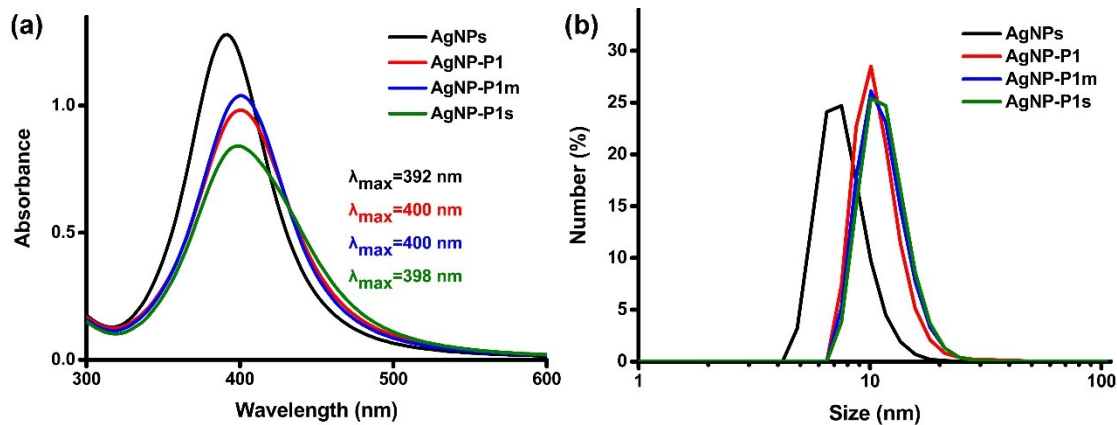 (a)
AgNPs
AgNP-P1
AgNP-P1m
AgNP-P1s
λmax=392 nm
λmax=400 nm
λmax=400 nm
λmax=398 nm
Absorbance
1.0
0.5
0.0
300
400
500
600
Wavelength (nm)
(b)
AgNPs
AgNP-P1
AgNP-P1m
AgNP-P1s
Number (%)
30
25
20
15
10
5
0
1
10
100
Size (nm)